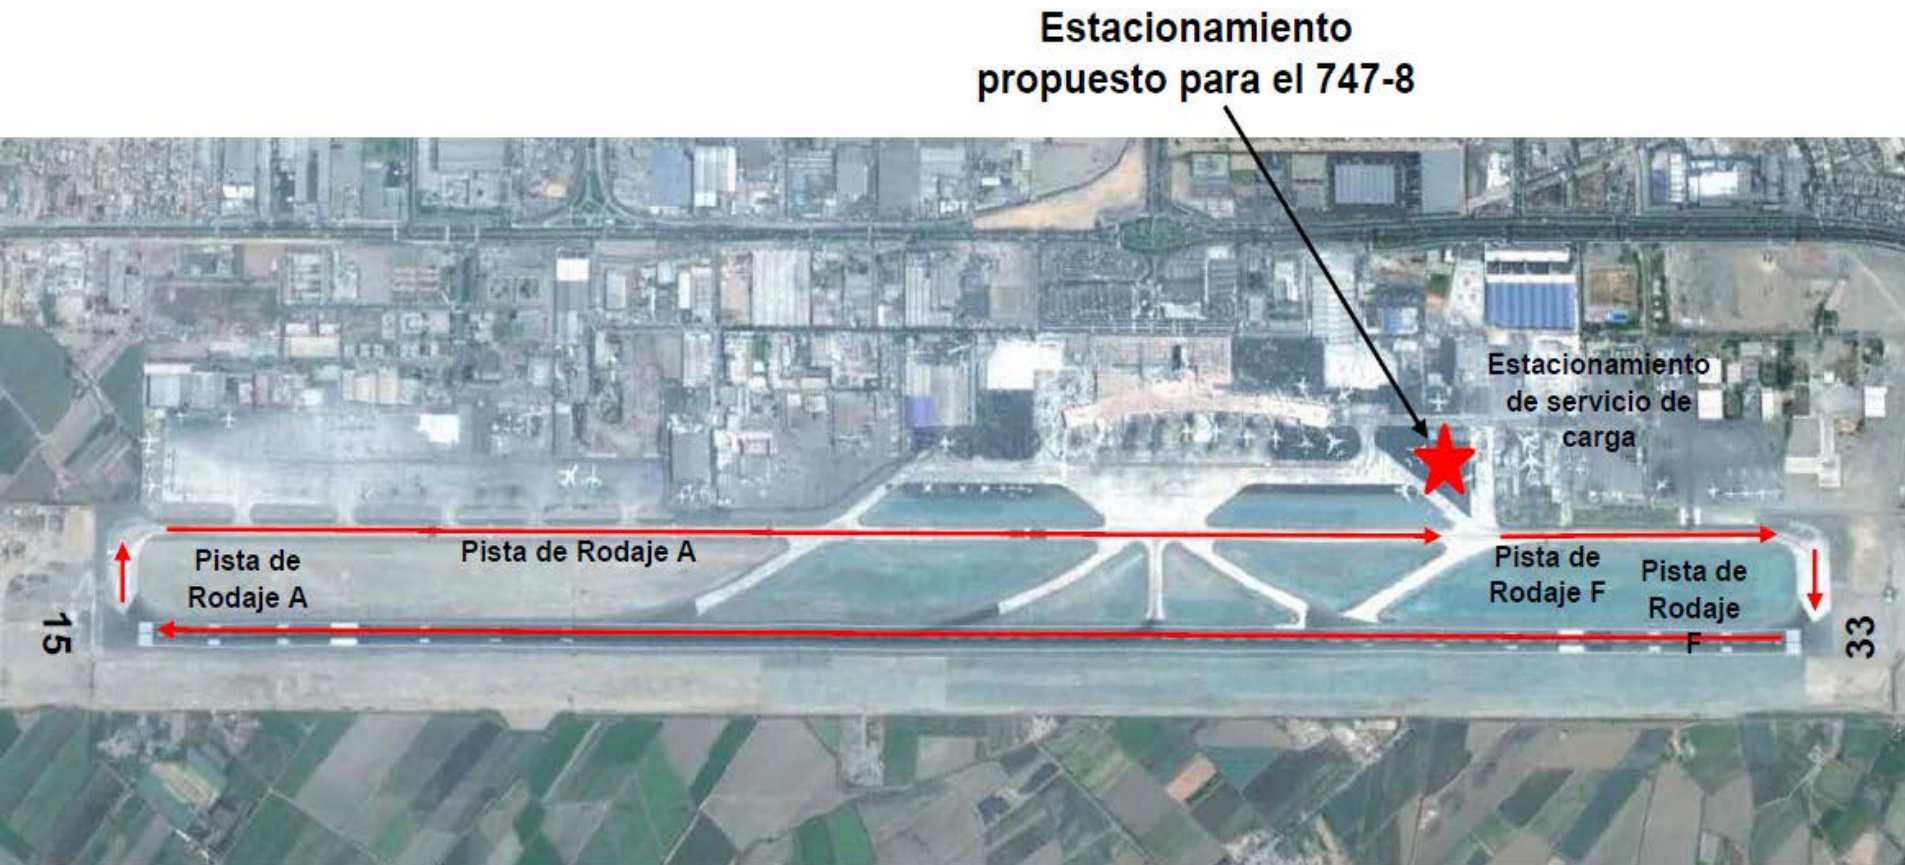 Estacionamiento
propuesto para el 747-8
Estacionamiento
de servicio de
carga
Pista de Rodaje A
Pista de
Rodaje A
Pista de
Rodaje F
Pista de
Rodaje
F
15
33